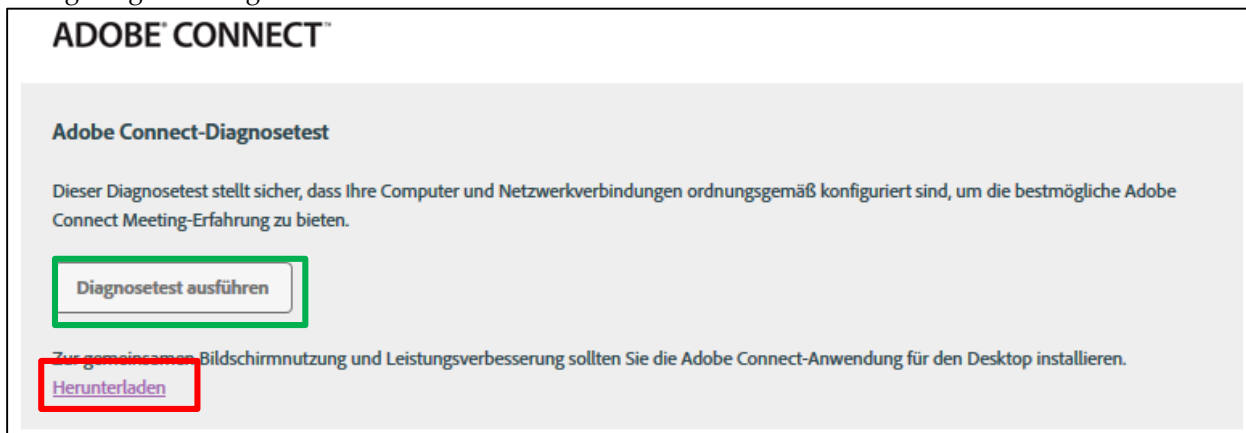 ADOBE® CONNECT™
Adobe Connect-Diagnosetest
Dieser Diagnosetest stellt sicher, dass Ihre Computer und Netzwerkverbindungen ordnungsgemäß konfiguriert sind, um die bestmögliche Adobe
Connect Meeting-Erfahrung zu bieten.
Diagnosetest ausführen
Zur gemeinsamen Bildschirmnutzung und Leistungsverbesserung sollten Sie die Adobe Connect-Anwendung für den Desktop installieren.
Herunterladen